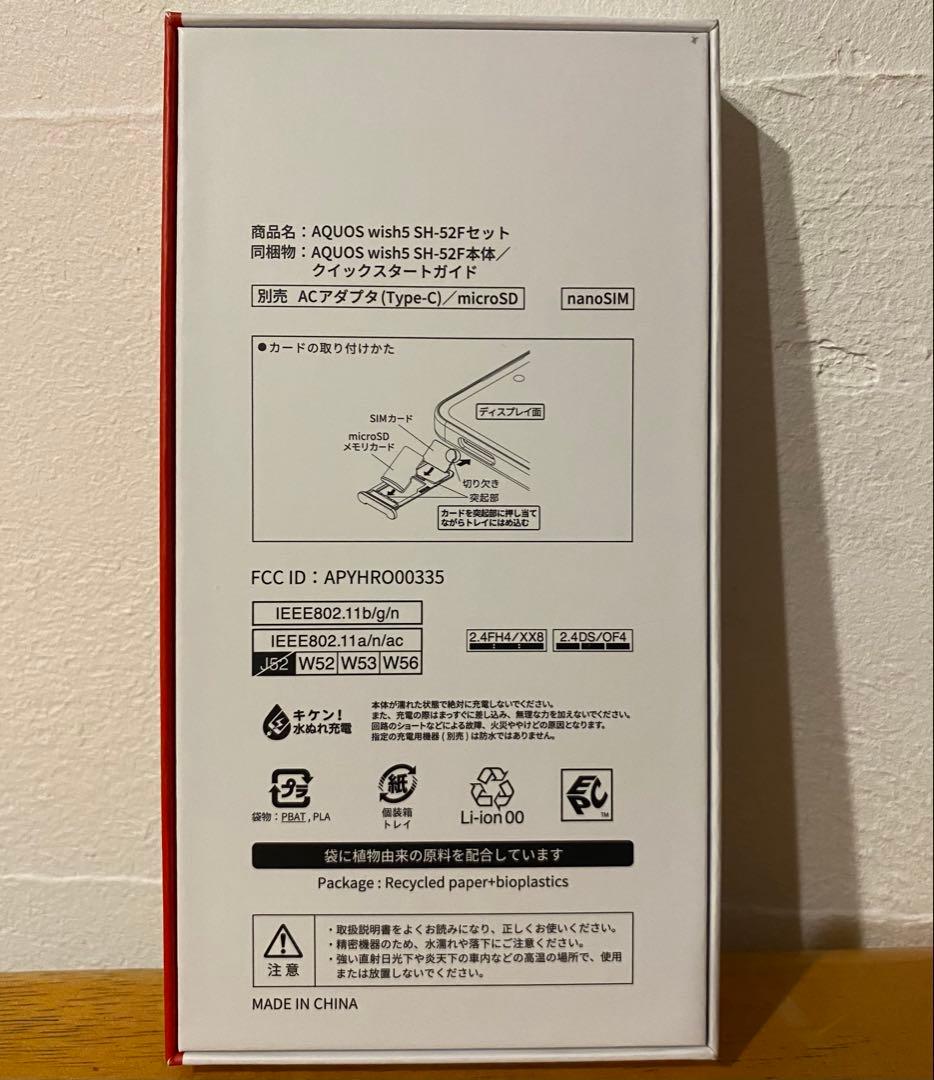 商品名：AQUOS wish5 SH-52Fセット
同梱物：AQUOS wish5 SH-52F本体／
クイックスタートガイド
別売 ACアダプタ(Type-C)／microSD
nanoSIM
●カードの取り付けかた
ディスプレイ面
SIMカード
microSD
メモリカード
切り欠き
突起部
カードを突起部に押し当て
ながらトレイにはめ込む
FCC ID：APYHRO00335
IEEE802.11b/g/n
IEEE802.11a/n/ac
J52 W52 W53 W56
2.4FH4/XX8
2.4DS/OF4
キケン！
水ぬれ充電
本体が濡れた状態で絶対に充電しないでください。
また、充電の際はまっすぐに差し込み、無理な力を加えないでください。
回路のショートなどによる故障、火災ややけどの原因となります。
指定の充電用機器(別売)は防水ではありません。
プラ
袋物：PBAT , PLA
紙
個装箱
トレイ
Li-ion 00
EPC
TM
袋に植物由来の原料を配合しています
Package : Recycled paper+bioplastics
注意
・取扱説明書をよくお読みになり、正しくお使いください。
・精密機器のため、水濡れや落下にご注意ください。
・強い直射日光下や炎天下の車内などの高温の場所で、使用
または放置しないでください。
MADE IN CHINA